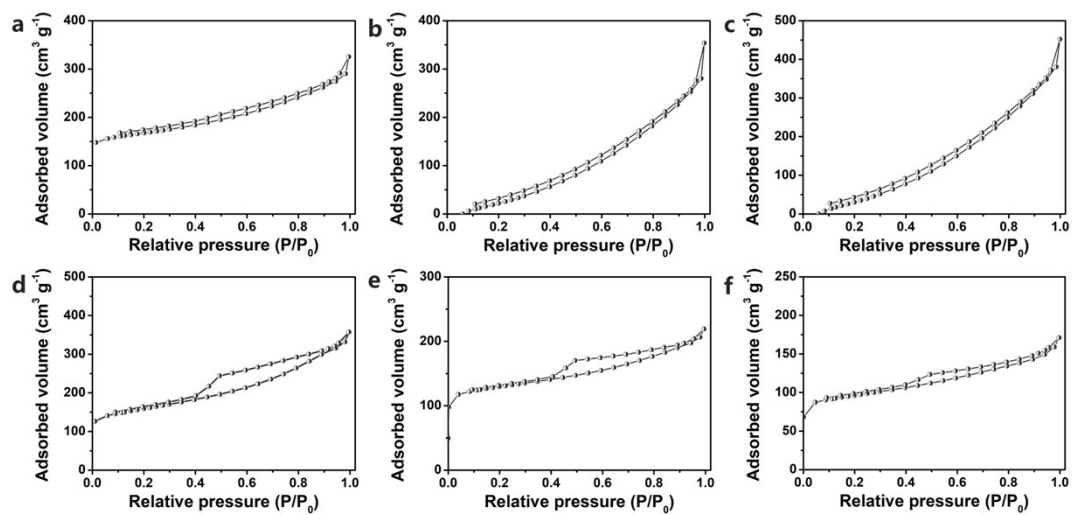 a
Adsorbed volume (cm³ g⁻¹)
400
300
200
100
0
0.0 0.2 0.4 0.6 0.8 1.0
Relative pressure (P/P₀)
b
Adsorbed volume (cm³ g⁻¹)
400
300
200
100
0
0.0 0.2 0.4 0.6 0.8 1.0
Relative pressure (P/P₀)
c
Adsorbed volume (cm³ g⁻¹)
500
400
300
200
100
0
0.0 0.2 0.4 0.6 0.8 1.0
Relative pressure (P/P₀)
d
Adsorbed volume (cm³ g⁻¹)
500
400
300
200
100
0
0.0 0.2 0.4 0.6 0.8 1.0
Relative pressure (P/P₀)
e
Adsorbed volume (cm³ g⁻¹)
300
200
100
0
0.0 0.2 0.4 0.6 0.8 1.0
Relative pressure (P/P₀)
f
Adsorbed volume (cm³ g⁻¹)
250
200
150
100
50
0
0.0 0.2 0.4 0.6 0.8 1.0
Relative pressure (P/P₀)